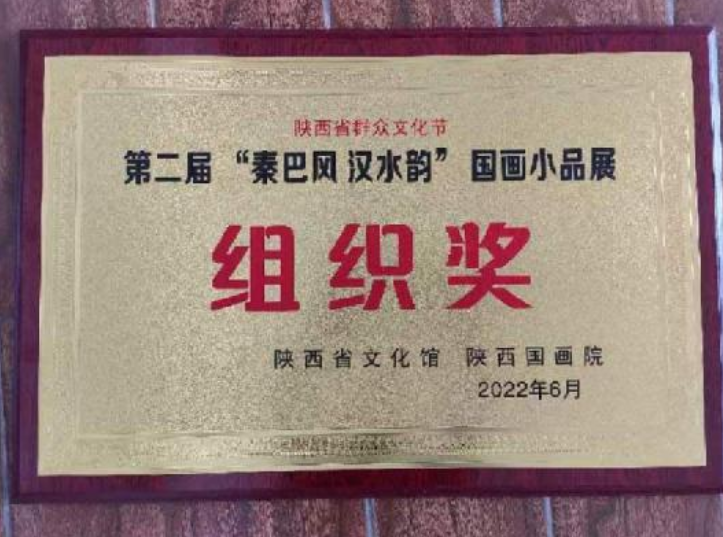 陕西省群众文化节
第二届“秦巴风 汉水韵”国画小品展
组织奖
陕西省文化馆 陕西国画院
2022年6月